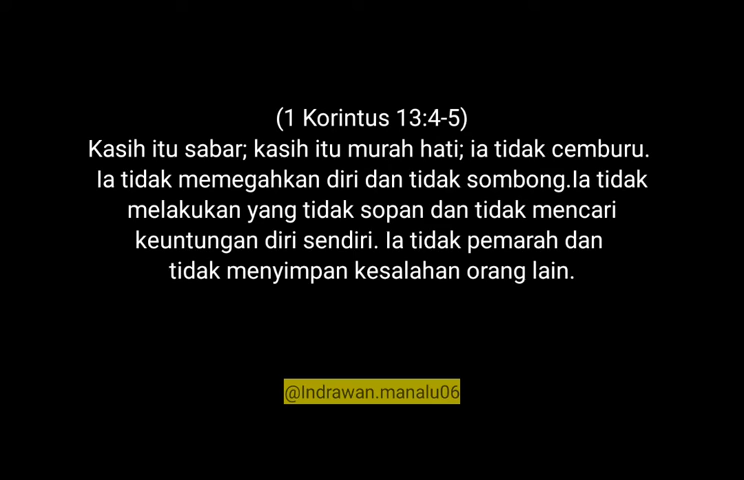 (1 Korintus 13:4-5)
Kasih itu sabar; kasih itu murah hati; ia tidak cemburu.
Ia tidak memegahkan diri dan tidak sombong.Ia tidak
melakukan yang tidak sopan dan tidak mencari
keuntungan diri sendiri. Ia tidak pemarah dan
tidak menyimpan kesalahan orang lain.
@Indrawan.manalu06